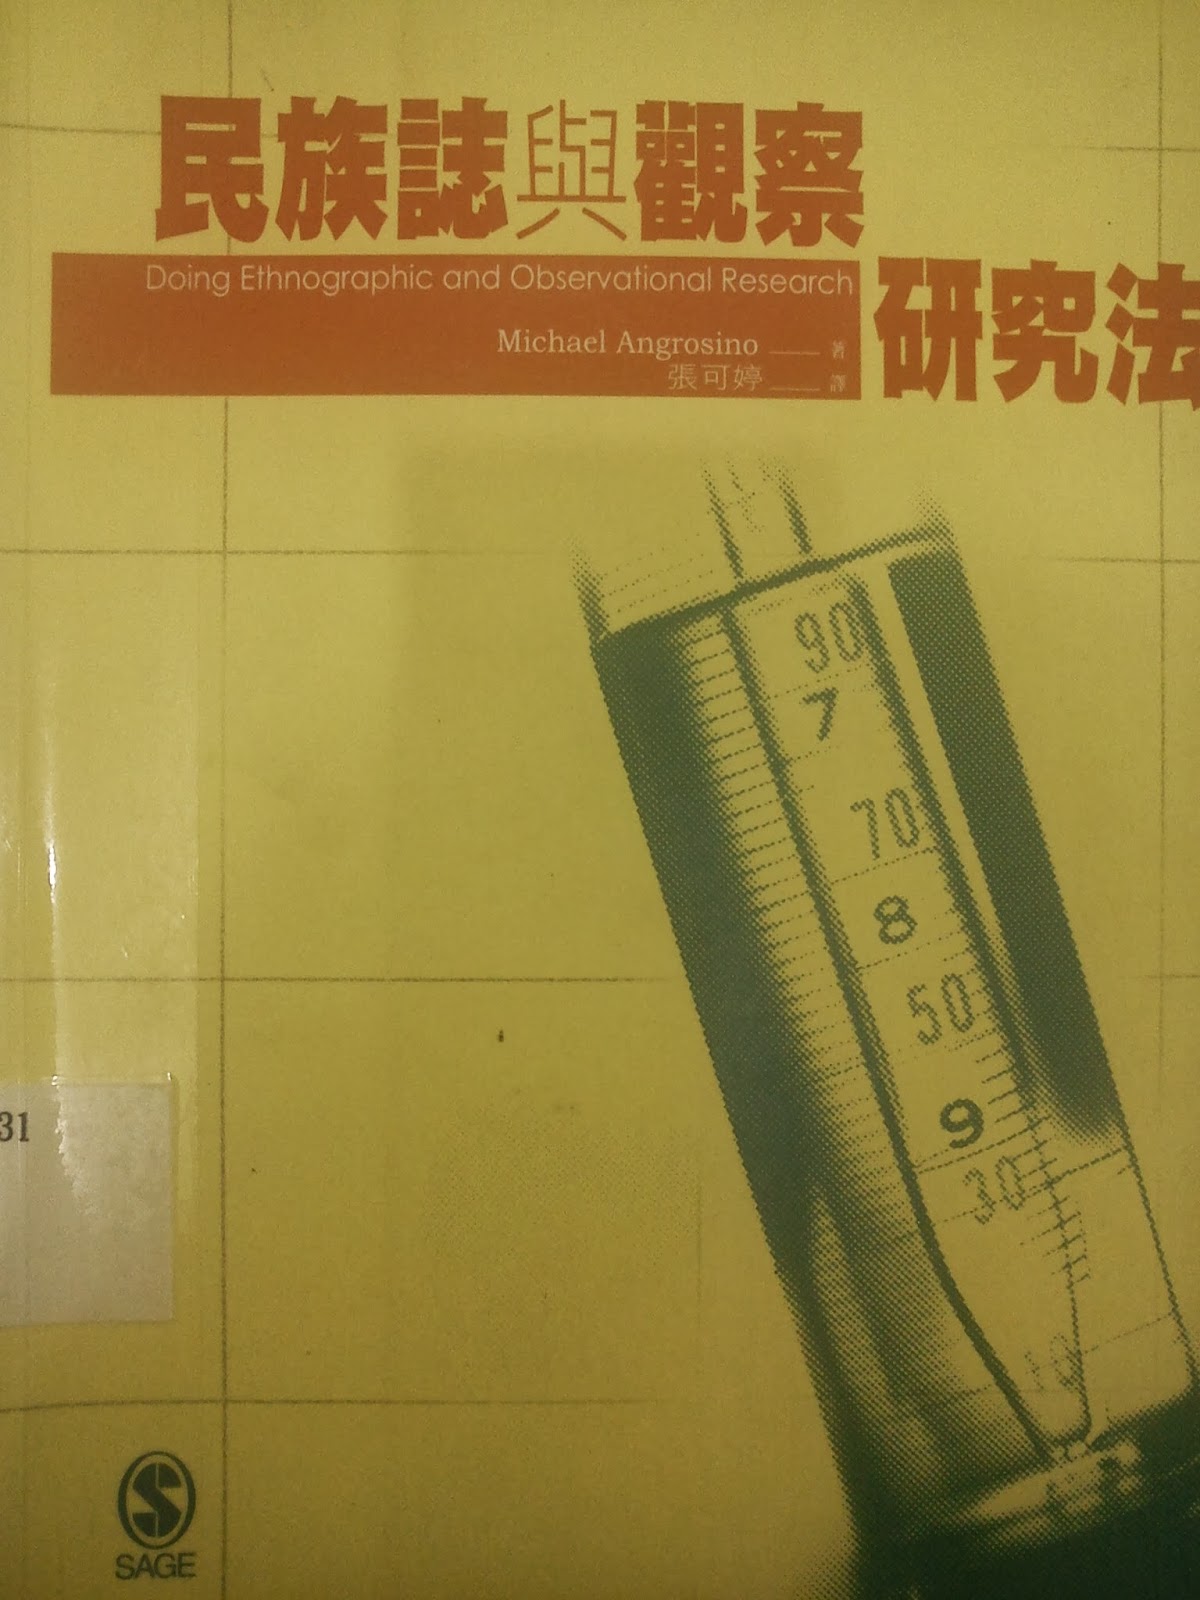 民族誌與觀察
研究法
Doing Ethnographic and Observational Research
Michael Angrosino 著
張可婷 譯
90
7
70
8
50
9
30
10
31
SAGE